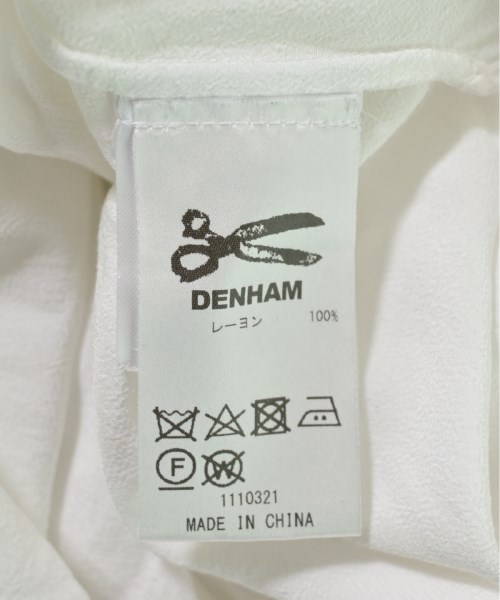 DENHAM
レーヨン 100%
F W
1110321
MADE IN CHINA